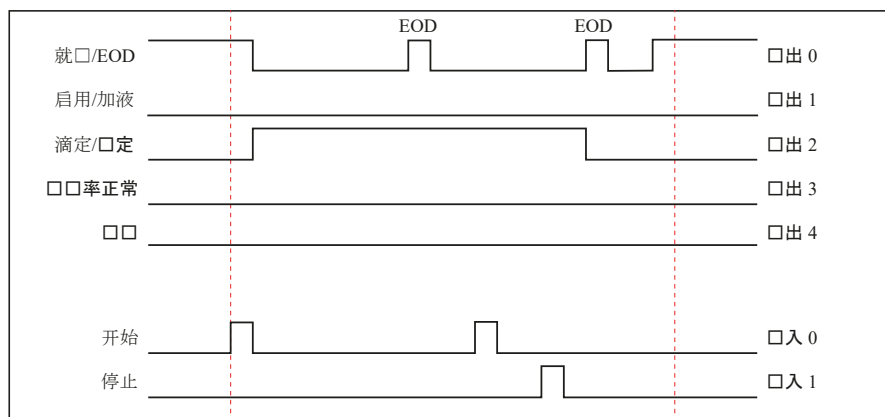 EOD EOD
就□/EOD □出 0
启用/加液 □出 1
滴定/□定 □出 2
□□率正常 □出 3
□□ □出 4
开始 □入 0
停止 □入 1